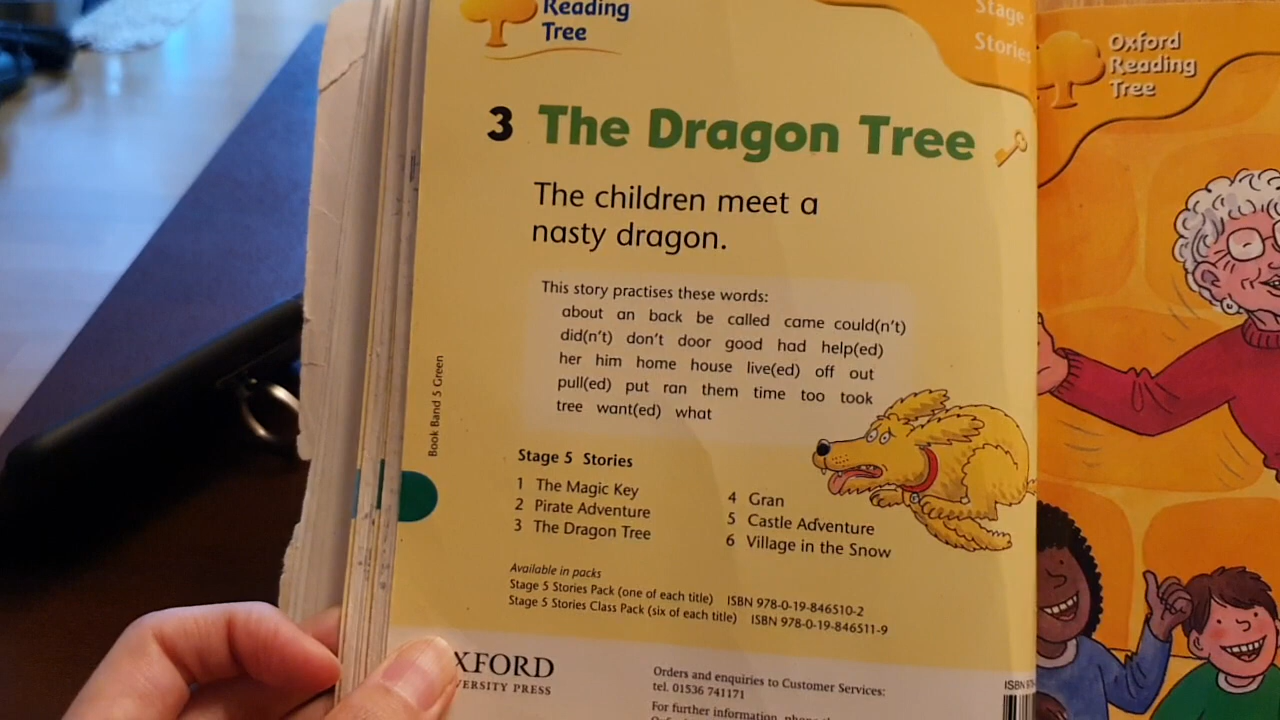 Reading
Tree
Stage
Stories
Oxford
Reading
Tree
3 The Dragon Tree
The children meet a
nasty dragon.
This story practises these words:
about an back be called came could(n't)
did(n't) don't door good had help(ed)
her him home house live(ed) off out
pull(ed) put ran them time too took
tree want(ed) what
Book Band 5 Green
Stage 5 Stories
1 The Magic Key
2 Pirate Adventure
3 The Dragon Tree
4 Gran
5 Castle Adventure
6 Village in the Snow
Available in packs
Stage 5 Stories Pack (one of each title) ISBN 978-0-19-846510-2
Stage 5 Stories Class Pack (six of each title) ISBN 978-0-19-846511-9
XFORD
VERSITY PRESS
Orders and enquiries to Customer Services:
tel. 01536 741171
For further information,
ISBN